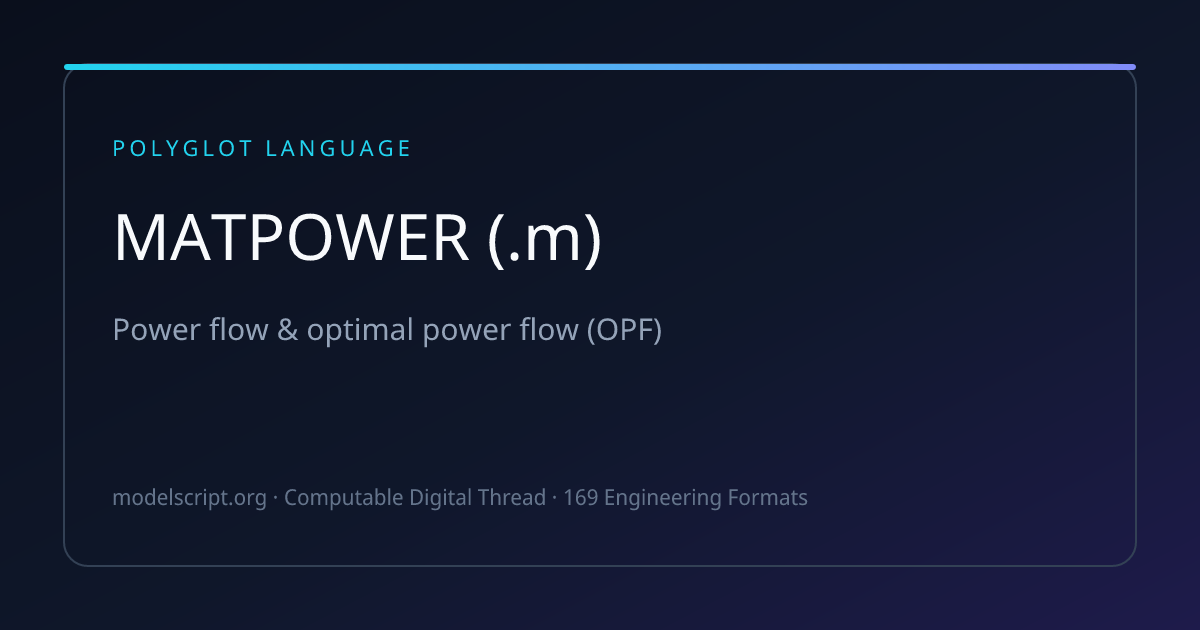 POLYGLOT LANGUAGE
MATPOWER (.m)
Power flow & optimal power flow (OPF)
modelscript.org · Computable Digital Thread · 169 Engineering Formats